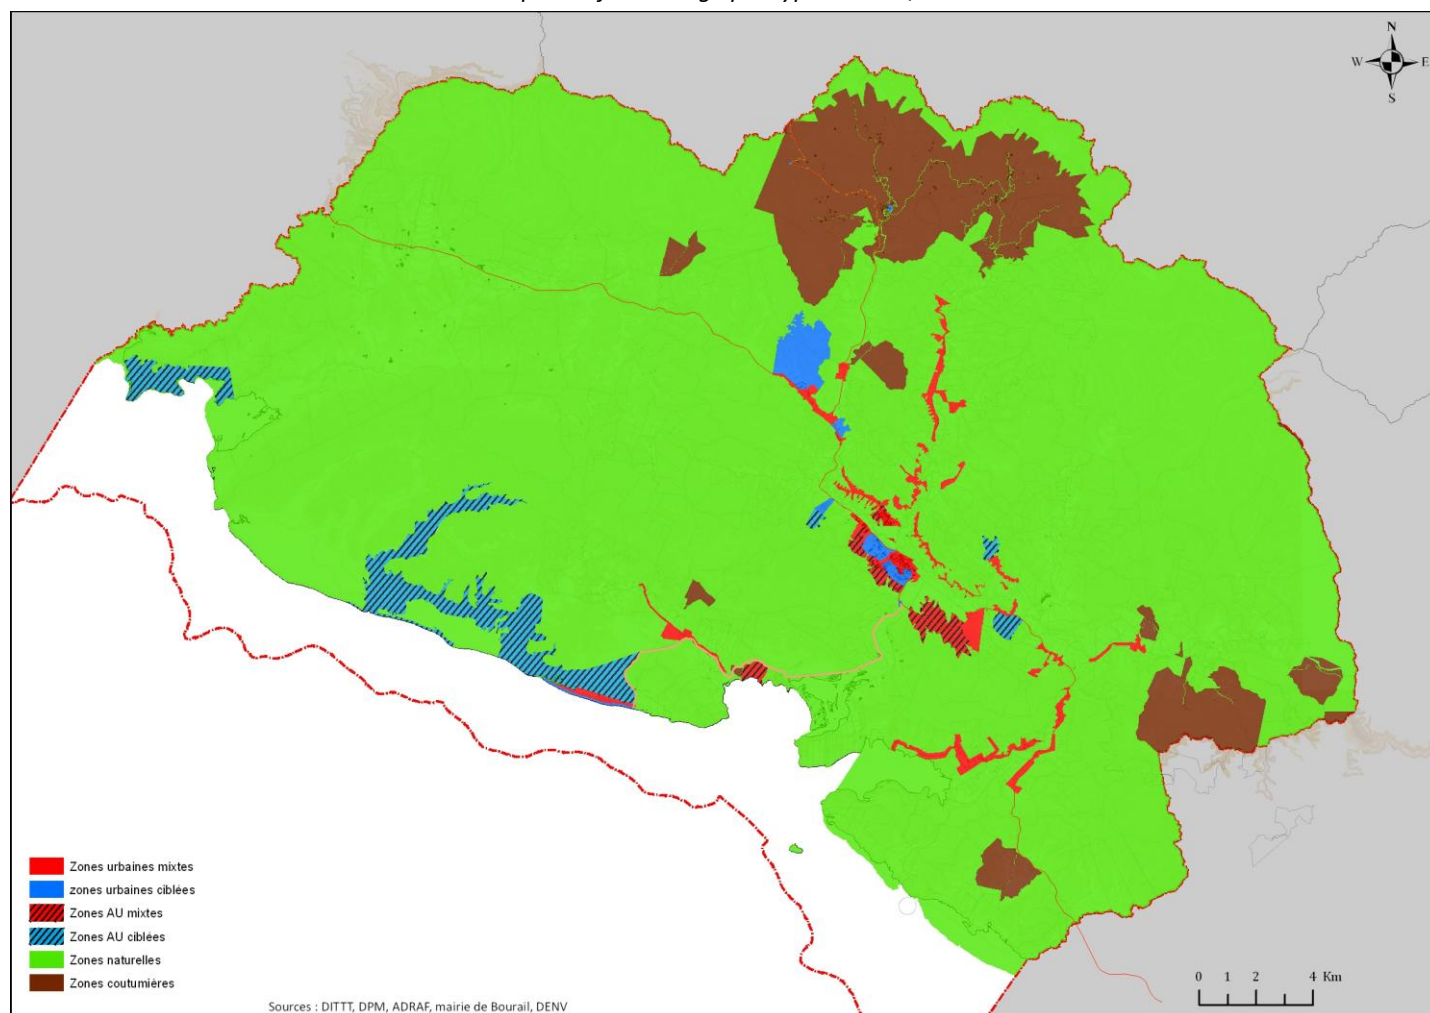 N
W E
S
Zones urbaines mixtes
zones urbaines ciblées
Zones AU mixtes
Zones AU ciblées
Zones naturelles
Zones coutumières
0 1 2 4 Km
Sources : DITTT, DPM, ADRAF, mairie de Bourail, DENV